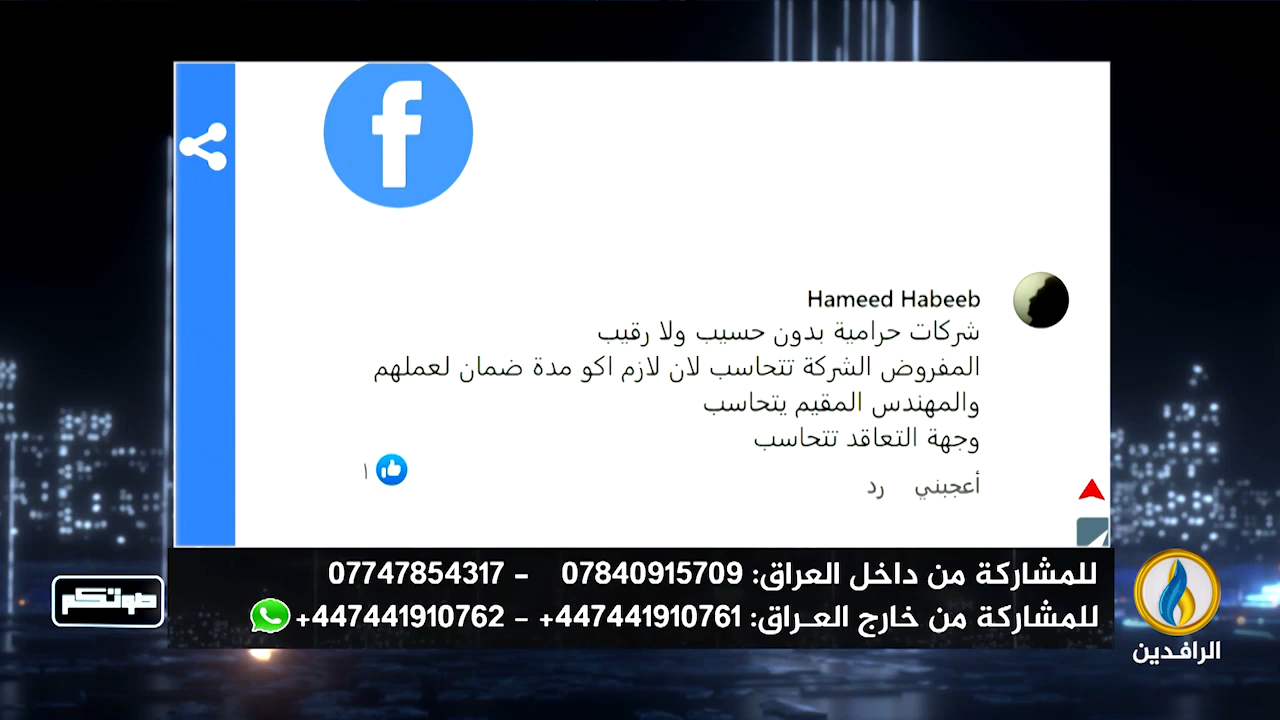 f
Hameed Habeeb
شركات حرامية بدون حسيب ولا رقيب
المفروض الشركة تتحاسب لان لازم اكو مدة ضمان لعملهم
والمهندس المقيم يتحاسب
وجهة التعاقد تتحاسب
أعجبني رد
١
للمشاركة من داخل العراق: 07840915709 - 07747854317
للمشاركة من خارج العـراق: 447441910761+ - 447441910762+
صوتكم
الرافدين